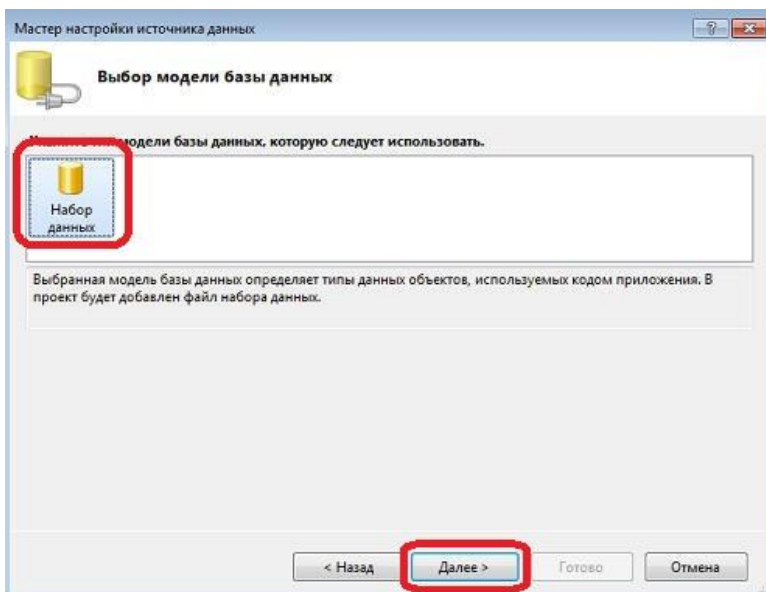 Мастер настройки источника данных
Выбор модели базы данных
модели базы данных, которую следует использовать.
Набор
данных
Выбранная модель базы данных определяет типы данных объектов, используемых кодом приложения. В
проект будет добавлен файл набора данных.
< Назад
Далее >
Готово
Отмена